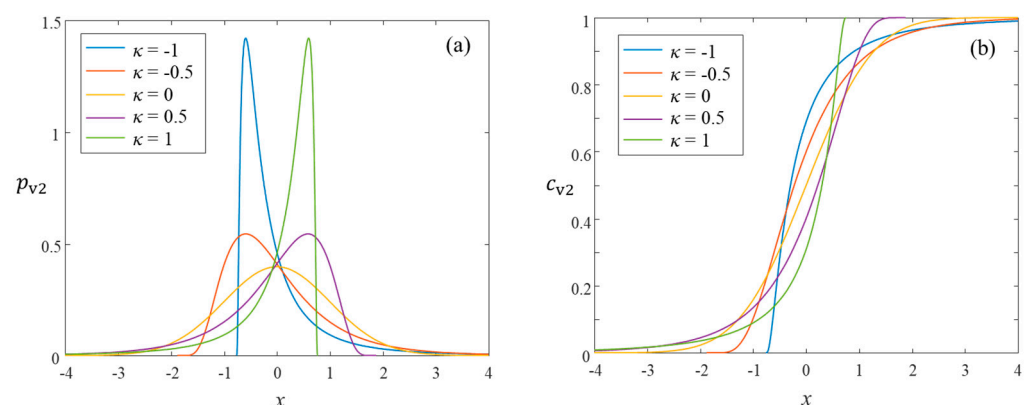 (a)
κ = -1
κ = -0.5
κ = 0
κ = 0.5
κ = 1
1.5
1
0.5
0
p_v2
-4 -3 -2 -1 0 1 2 3 4
x
(b)
κ = -1
κ = -0.5
κ = 0
κ = 0.5
κ = 1
1
0.8
0.6
0.4
0.2
0
c_v2
-4 -3 -2 -1 0 1 2 3 4
x